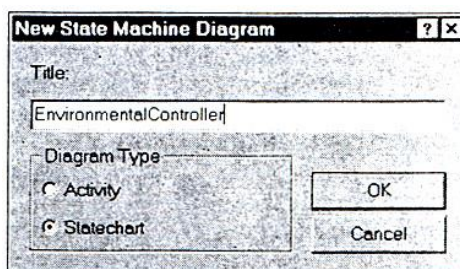 New State Machine Diagram
Title:
EnvironmentalController
Diagram Type
Activity
Statechart
OK
Cancel